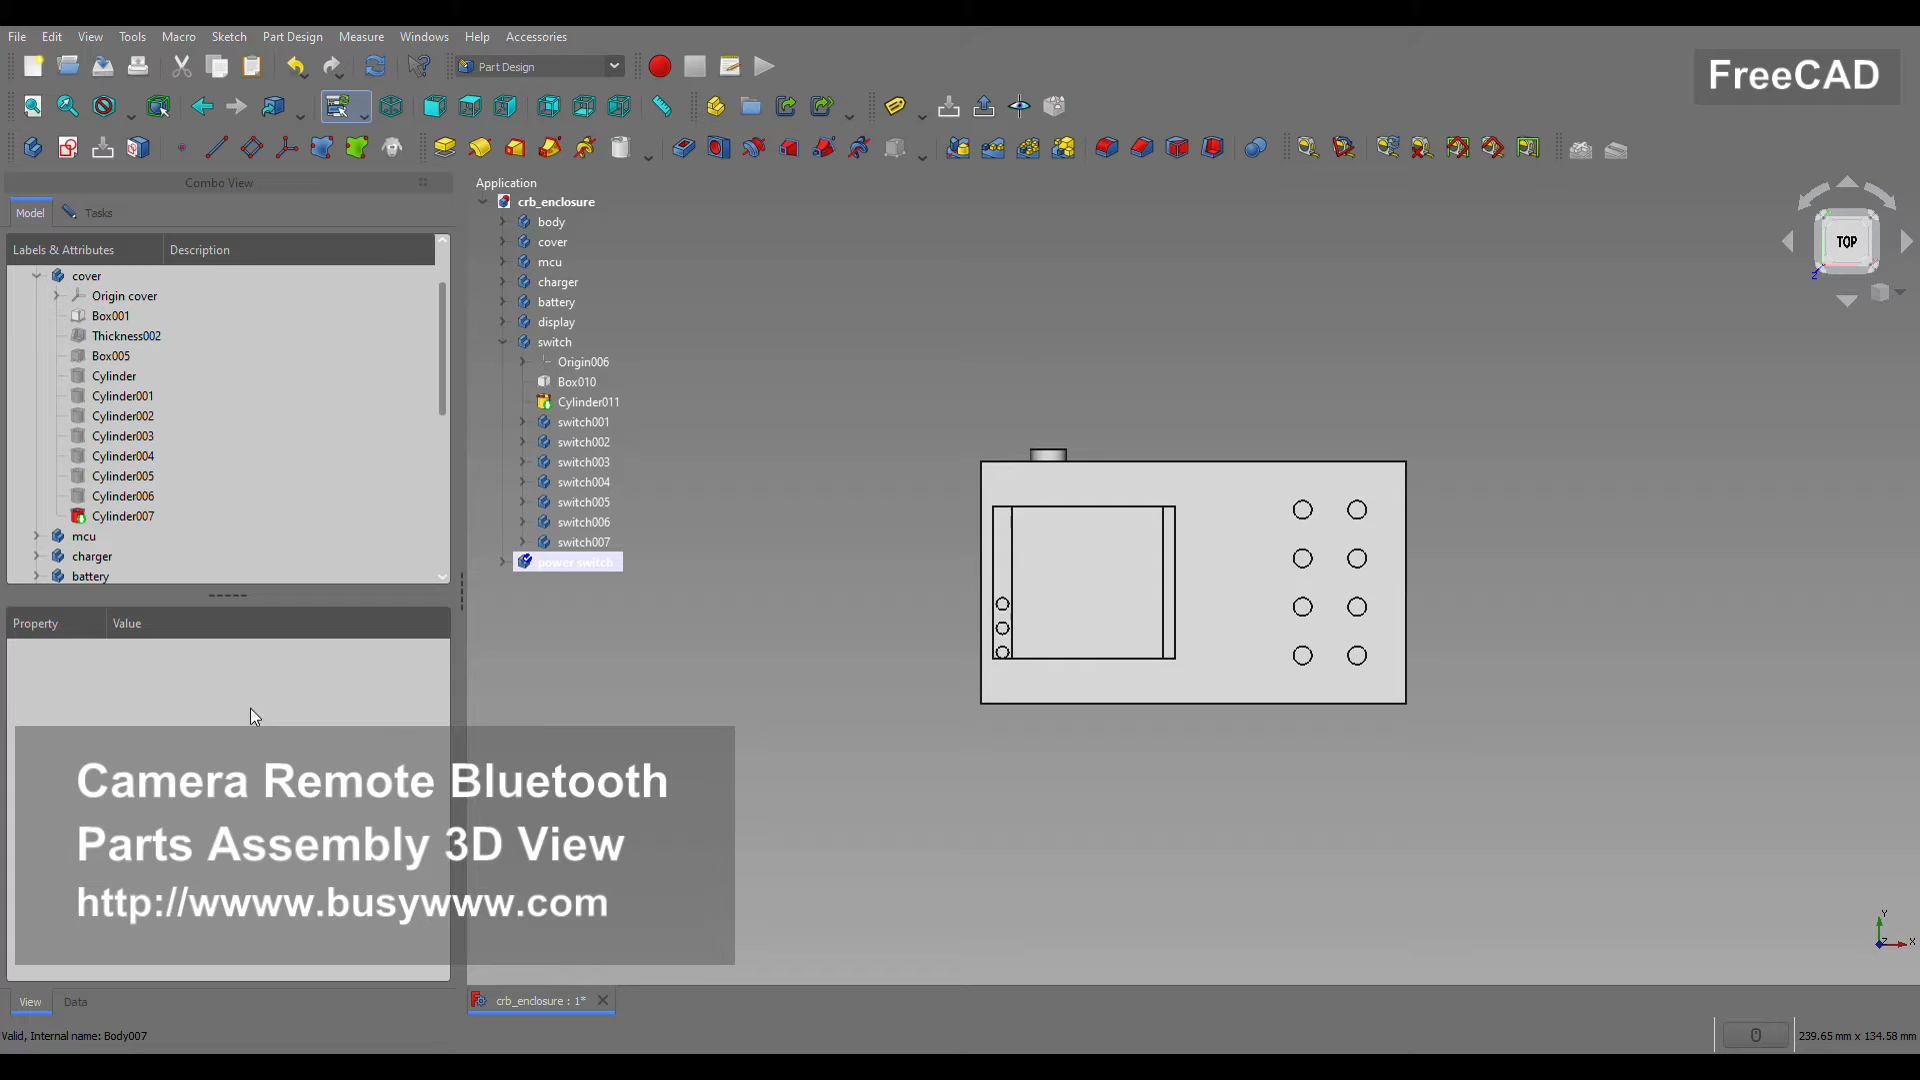 File Edit View Tools Macro Sketch Part Design Measure Windows Help Accessories
Part Design
FreeCAD
Combo View
Model Tasks
Labels & Attributes Description
cover
Origin cover
Box001
Thickness002
Box005
Cylinder
Cylinder001
Cylinder002
Cylinder003
Cylinder004
Cylinder005
Cylinder006
Cylinder007
mcu
charger
battery
Property Value
Application
crb_enclosure
body
cover
mcu
charger
battery
display
switch
Origin006
Box010
Cylinder011
switch001
switch002
switch003
switch004
switch005
switch006
switch007
power switch
TOP
Z
Camera Remote Bluetooth
Parts Assembly 3D View
http://wwww.busywww.com
Y
Z X
View Data
crb_enclosure : 1*
Valid, Internal name: Body007
239.65 mm x 134.58 mm